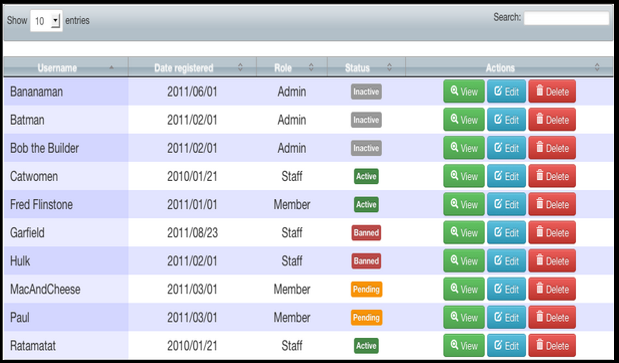 Show 10 entries Search:
Username Date registered Role Status Actions
Bananaman 2011/06/01 Admin Inactive View Edit Delete
Batman 2011/02/01 Admin Inactive View Edit Delete
Bob the Builder 2011/02/01 Admin Inactive View Edit Delete
Catwomen 2010/01/21 Staff Active View Edit Delete
Fred Flinstone 2011/01/01 Member Active View Edit Delete
Garfield 2011/08/23 Staff Banned View Edit Delete
Hulk 2011/02/01 Staff Banned View Edit Delete
MacAndCheese 2011/03/01 Member Pending View Edit Delete
Paul 2011/03/01 Member Pending View Edit Delete
Ratamatat 2010/01/21 Staff Active View Edit Delete